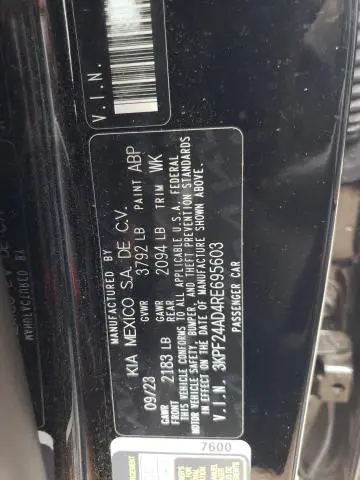 V.I.N.
MANUFACTURED BY
KIA MEXICO S.A. DE C.V.
09/23 GVWR 3792 LB PAINT ABP
GAWR FRONT 2183 LB GAWR REAR 2094 LB TRIM WK
THIS VEHICLE CONFORMS TO ALL APPLICABLE U.S.A. FEDERAL
MOTOR VEHICLE SAFETY, BUMPER, AND THEFT PREVENTION STANDARDS
IN EFFECT ON THE DATE OF MANUFACTURE SHOWN ABOVE.
V.I.N. 3KPF24AD4RE695603
PASSENGER CAR
7600